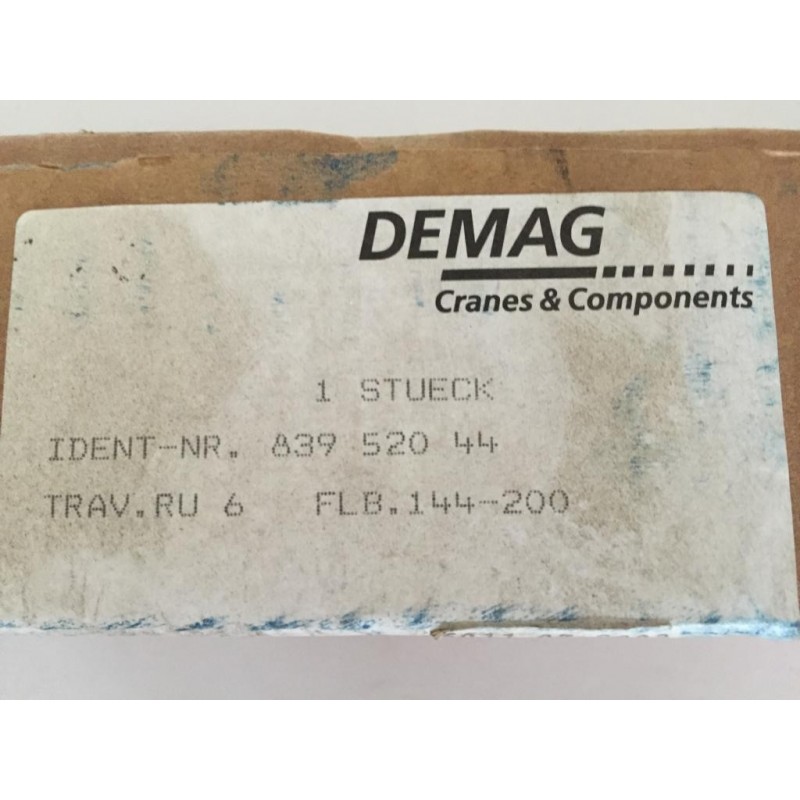 DEMAG
Cranes & Components
1 STUECK
IDENT-NR. 839 520 44
TRAV.RU 6 FLB.144-200